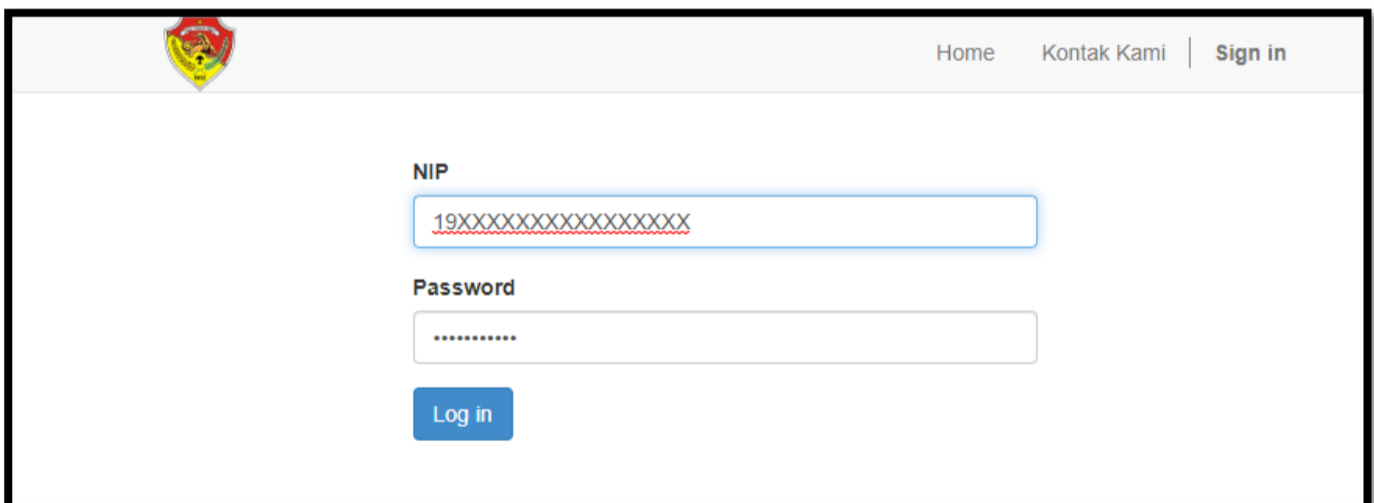 Home Kontak Kami Sign in
NIP
19XXXXXXXXXXXXXXXX
Password
•••••••••••
Log in